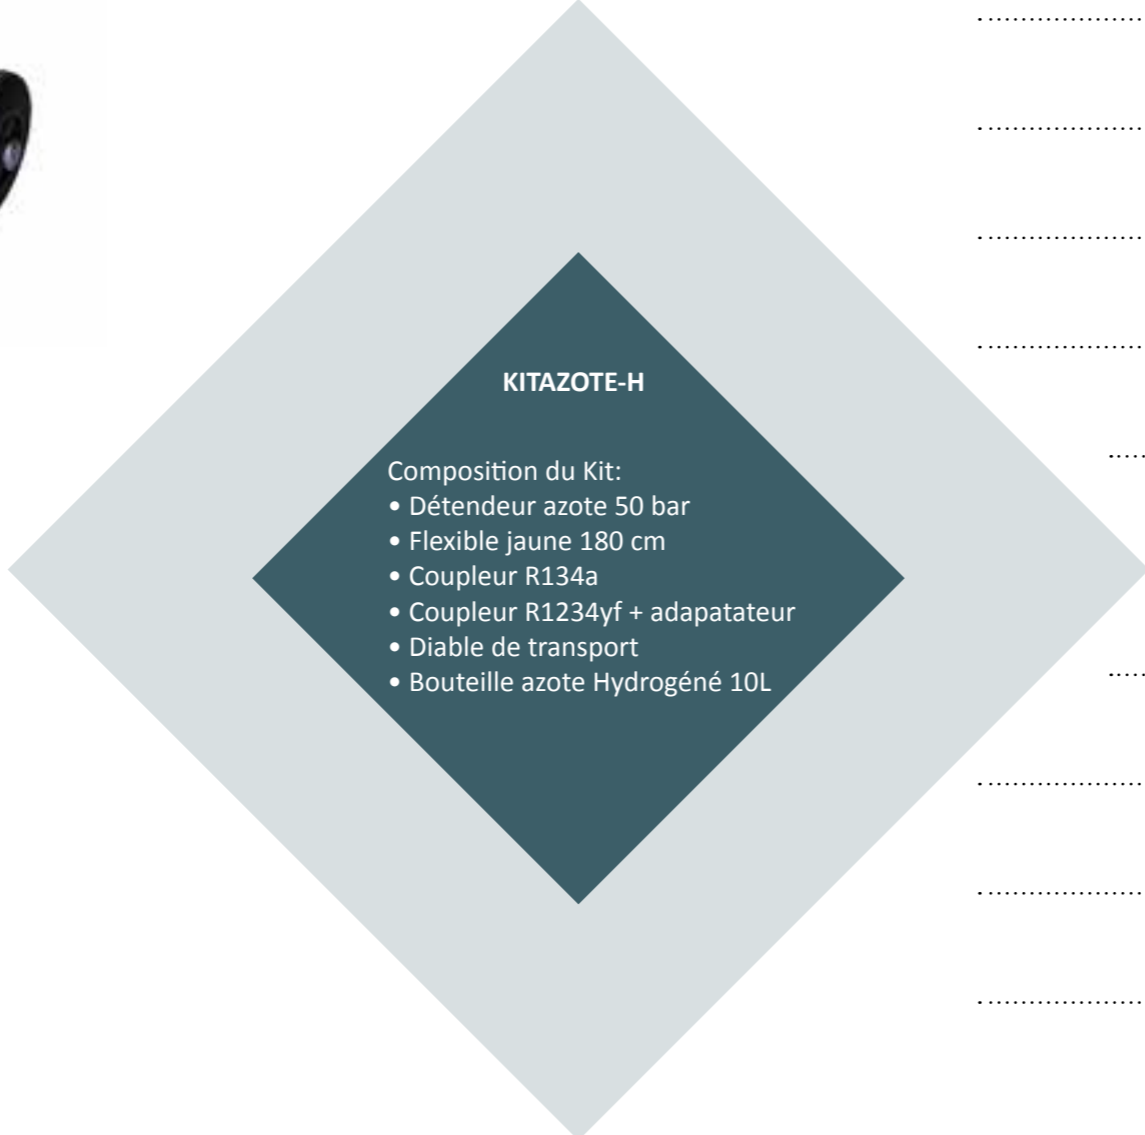 KITAZOTE-H
Composition du Kit:
• Détendeur azote 50 bar
• Flexible jaune 180 cm
• Coupleur R134a
• Coupleur R1234yf + adapatateur
• Diable de transport
• Bouteille azote Hydrogéné 10L